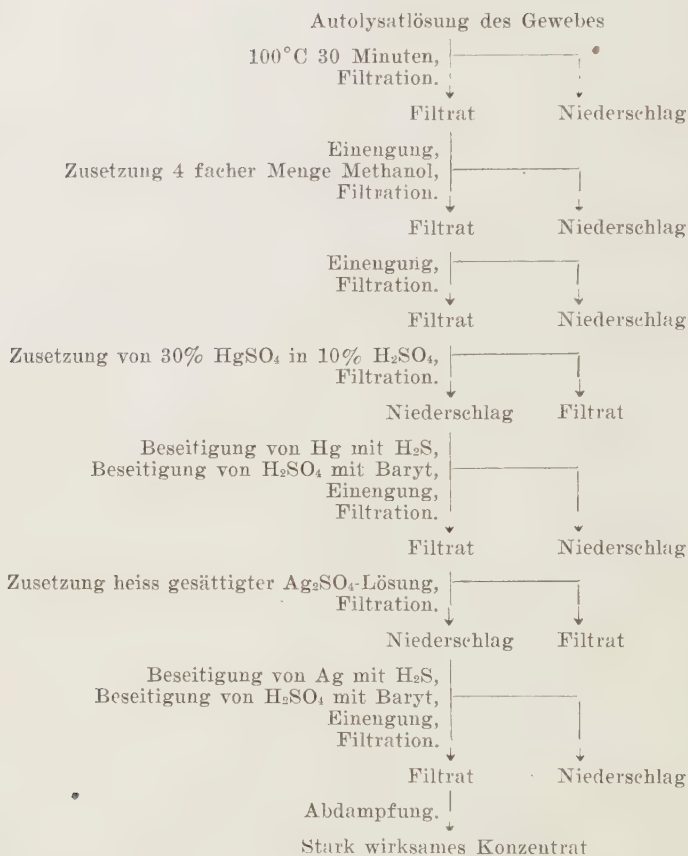 Autolysatlösung des Gewebes
100°C 30 Minuten,
Filtration.
Filtrat Niederschlag
Einengung,
Zusetzung 4 facher Menge Methanol,
Filtration.
Filtrat Niederschlag
Einengung,
Filtration.
Filtrat Niederschlag
Zusetzung von 30% HgSO₄ in 10% H₂SO₄,
Filtration.
Niederschlag Filtrat
Beseitigung von Hg mit H₂S,
Beseitigung von H₂SO₄ mit Baryt,
Einengung,
Filtration.
Filtrat Niederschlag
Zusetzung heiss gesättigter Ag₂SO₄-Lösung,
Filtration.
Niederschlag Filtrat
Beseitigung von Ag mit H₂S,
Beseitigung von H₂SO₄ mit Baryt,
Einengung,
Filtration.
Filtrat Niederschlag
Abdampfung.
Stark wirksames Konzentrat